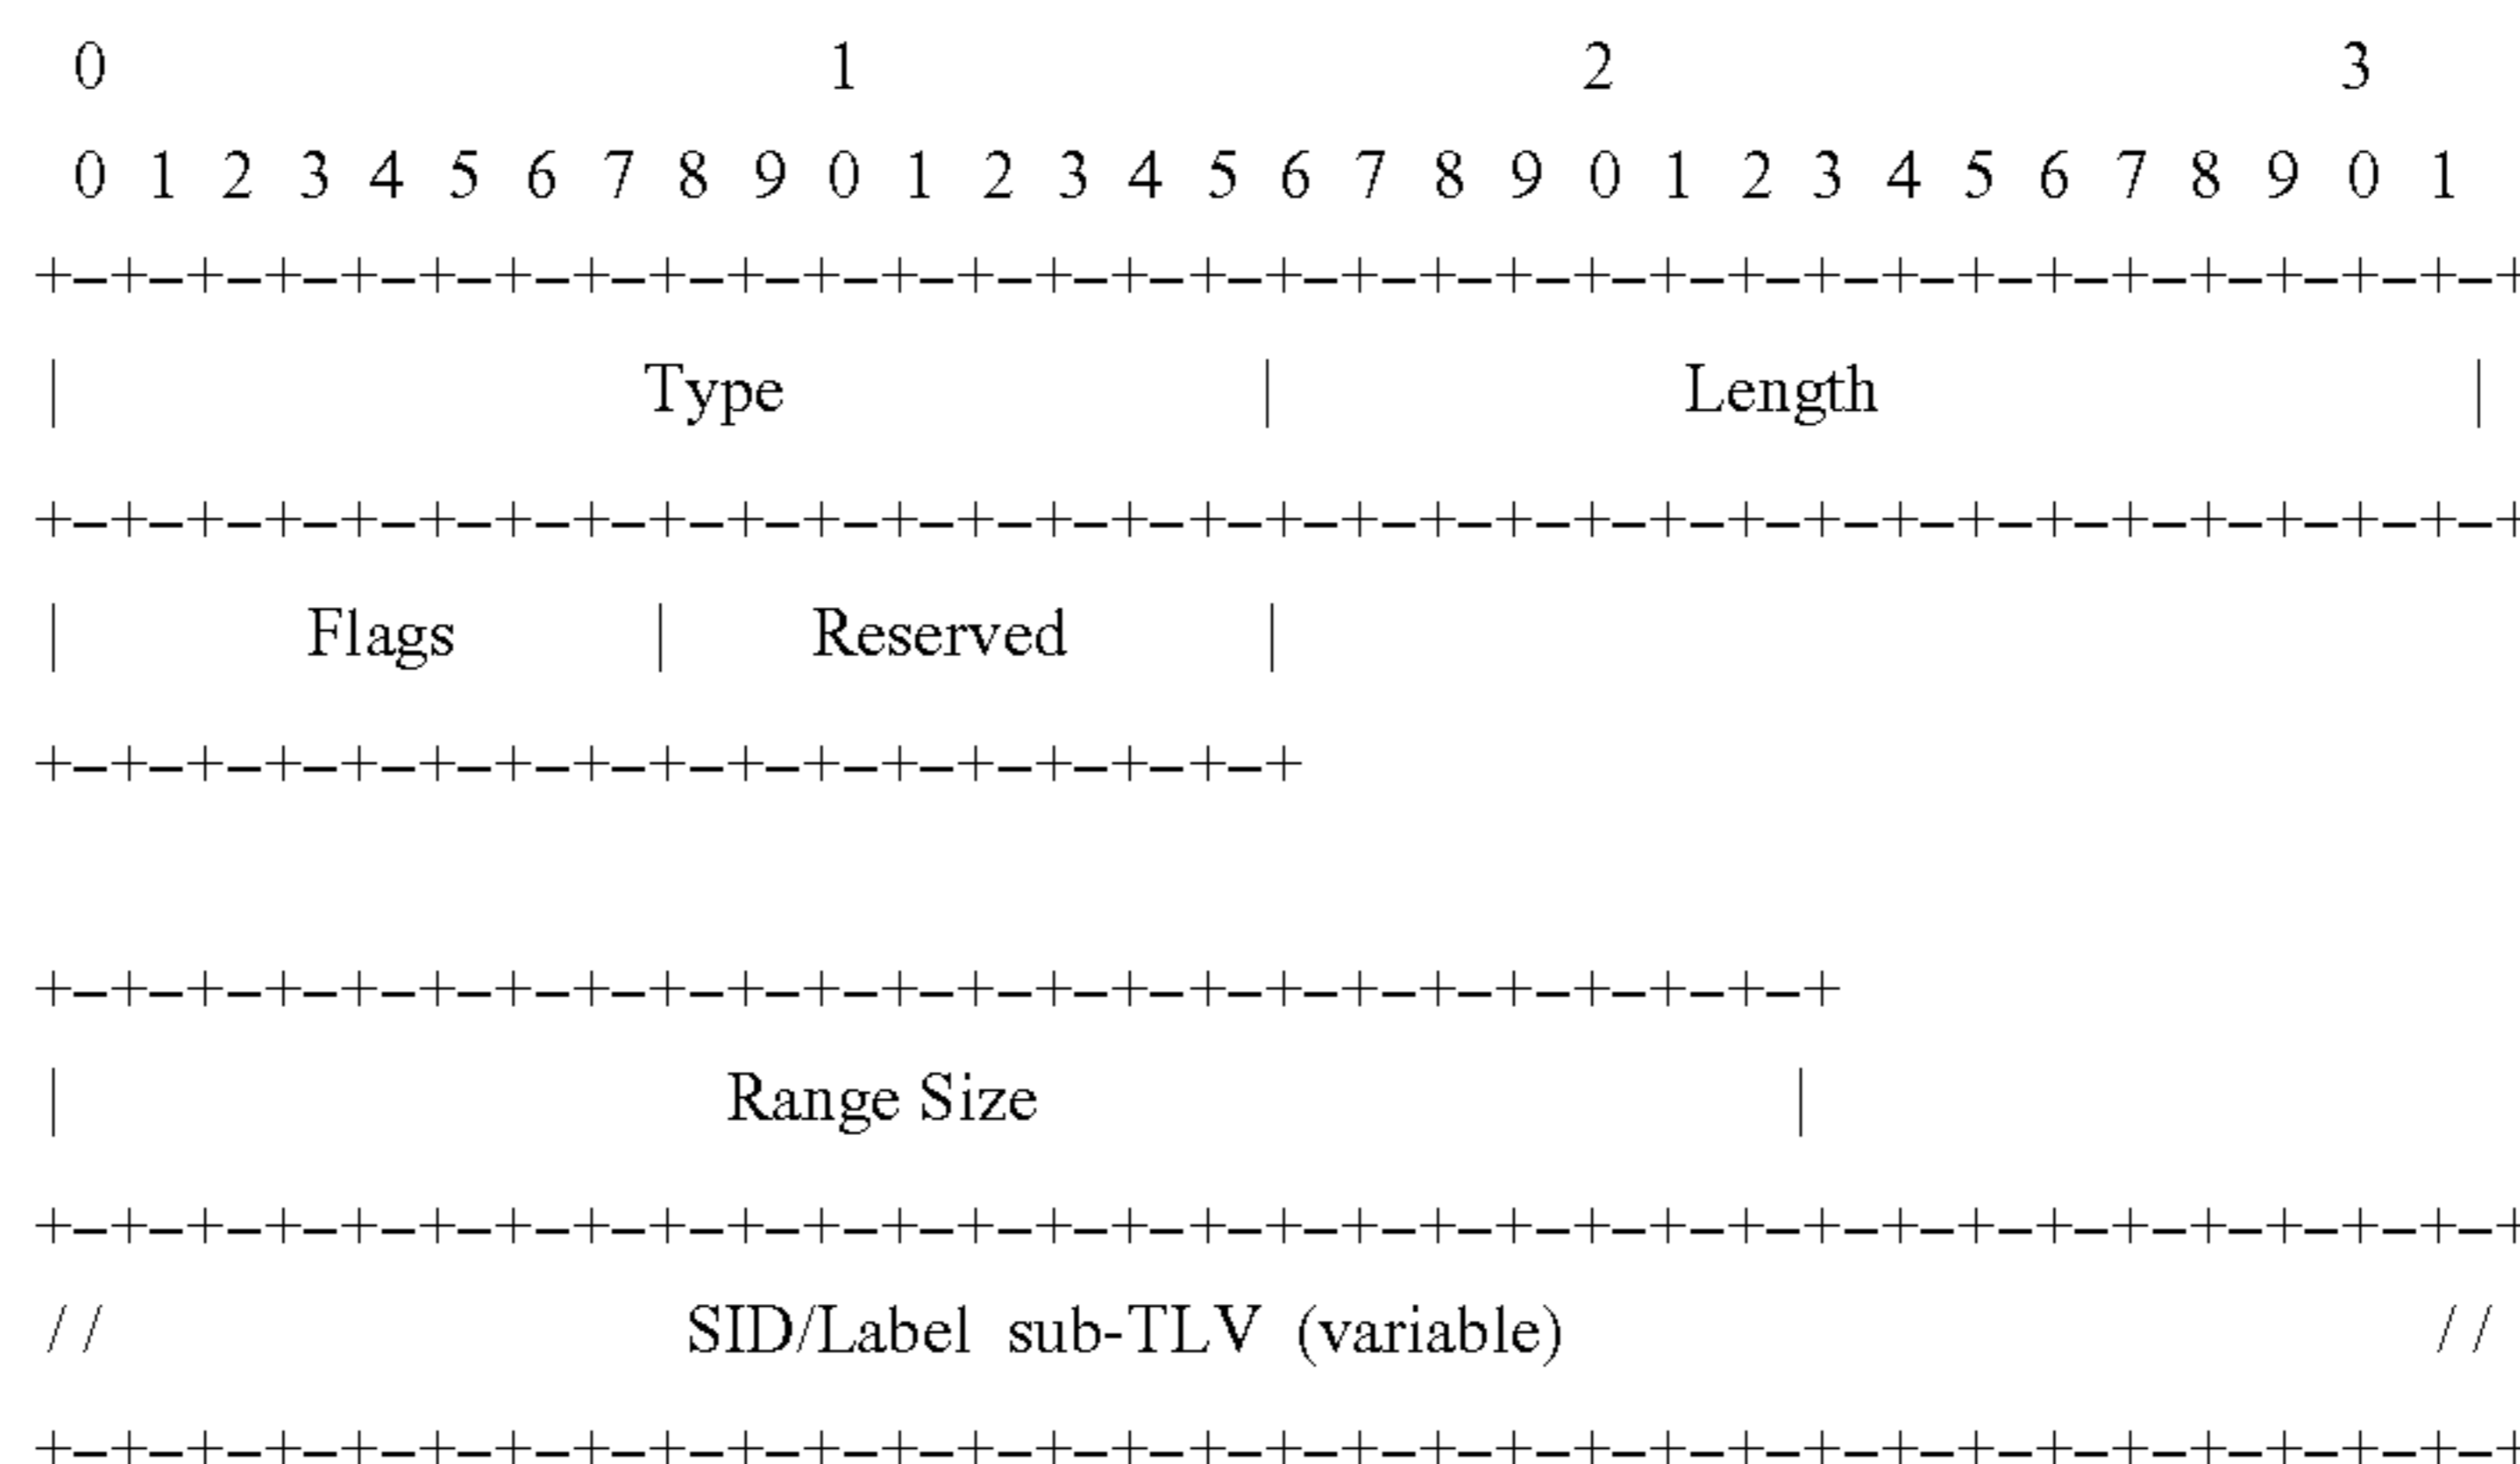 0 1 2 3
0 1 2 3 4 5 6 7 8 9 0 1 2 3 4 5 6 7 8 9 0 1 2 3 4 5 6 7 8 9 0 1
+-+-+-+-+-+-+-+-+-+-+-+-+-+-+-+-+-+-+-+-+-+-+-+-+-+-+-+-+-+-+-+-+
| Type | Length |
+-+-+-+-+-+-+-+-+-+-+-+-+-+-+-+-+-+-+-+-+-+-+-+-+-+-+-+-+-+-+-+-+
| Flags | Reserved |
+-+-+-+-+-+-+-+-+-+-+-+-+-+-+-+-+
+-+-+-+-+-+-+-+-+-+-+-+-+-+-+-+-+-+-+-+-+-+-+-+
| Range Size |
+-+-+-+-+-+-+-+-+-+-+-+-+-+-+-+-+-+-+-+-+-+-+-+-+-+-+-+-+-+-+-+-+
// SID/Label sub-TLV (variable) //
+-+-+-+-+-+-+-+-+-+-+-+-+-+-+-+-+-+-+-+-+-+-+-+-+-+-+-+-+-+-+-+-+